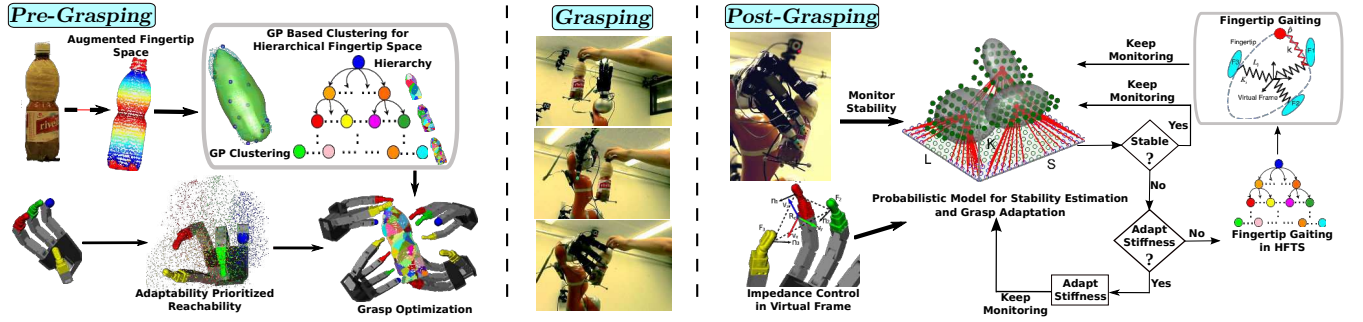 Pre-Grasping
Augmented Fingertip
Space
GP Based Clustering for
Hierarchical Fingertip Space
Hierarchy
GP Clustering
Adaptability Prioritized
Reachability
Grasp Optimization
Grasping
Post-Grasping
Monitor
Stability
L
K
S
Probabilistic Model for Stability Estimation
and Grasp Adaptation
Impedance Control
in Virtual Frame
Keep
Monitoring
Keep
Monitoring
Yes
Stable
?
No
Adapt
Stiffness
?
No
Yes
Adapt
Stiffness
Keep
Monitoring
Fingertip Gaiting
Fingertip
Virtual Frame
F1
F2
F3
K
Fingertip Gaiting
in HFTS